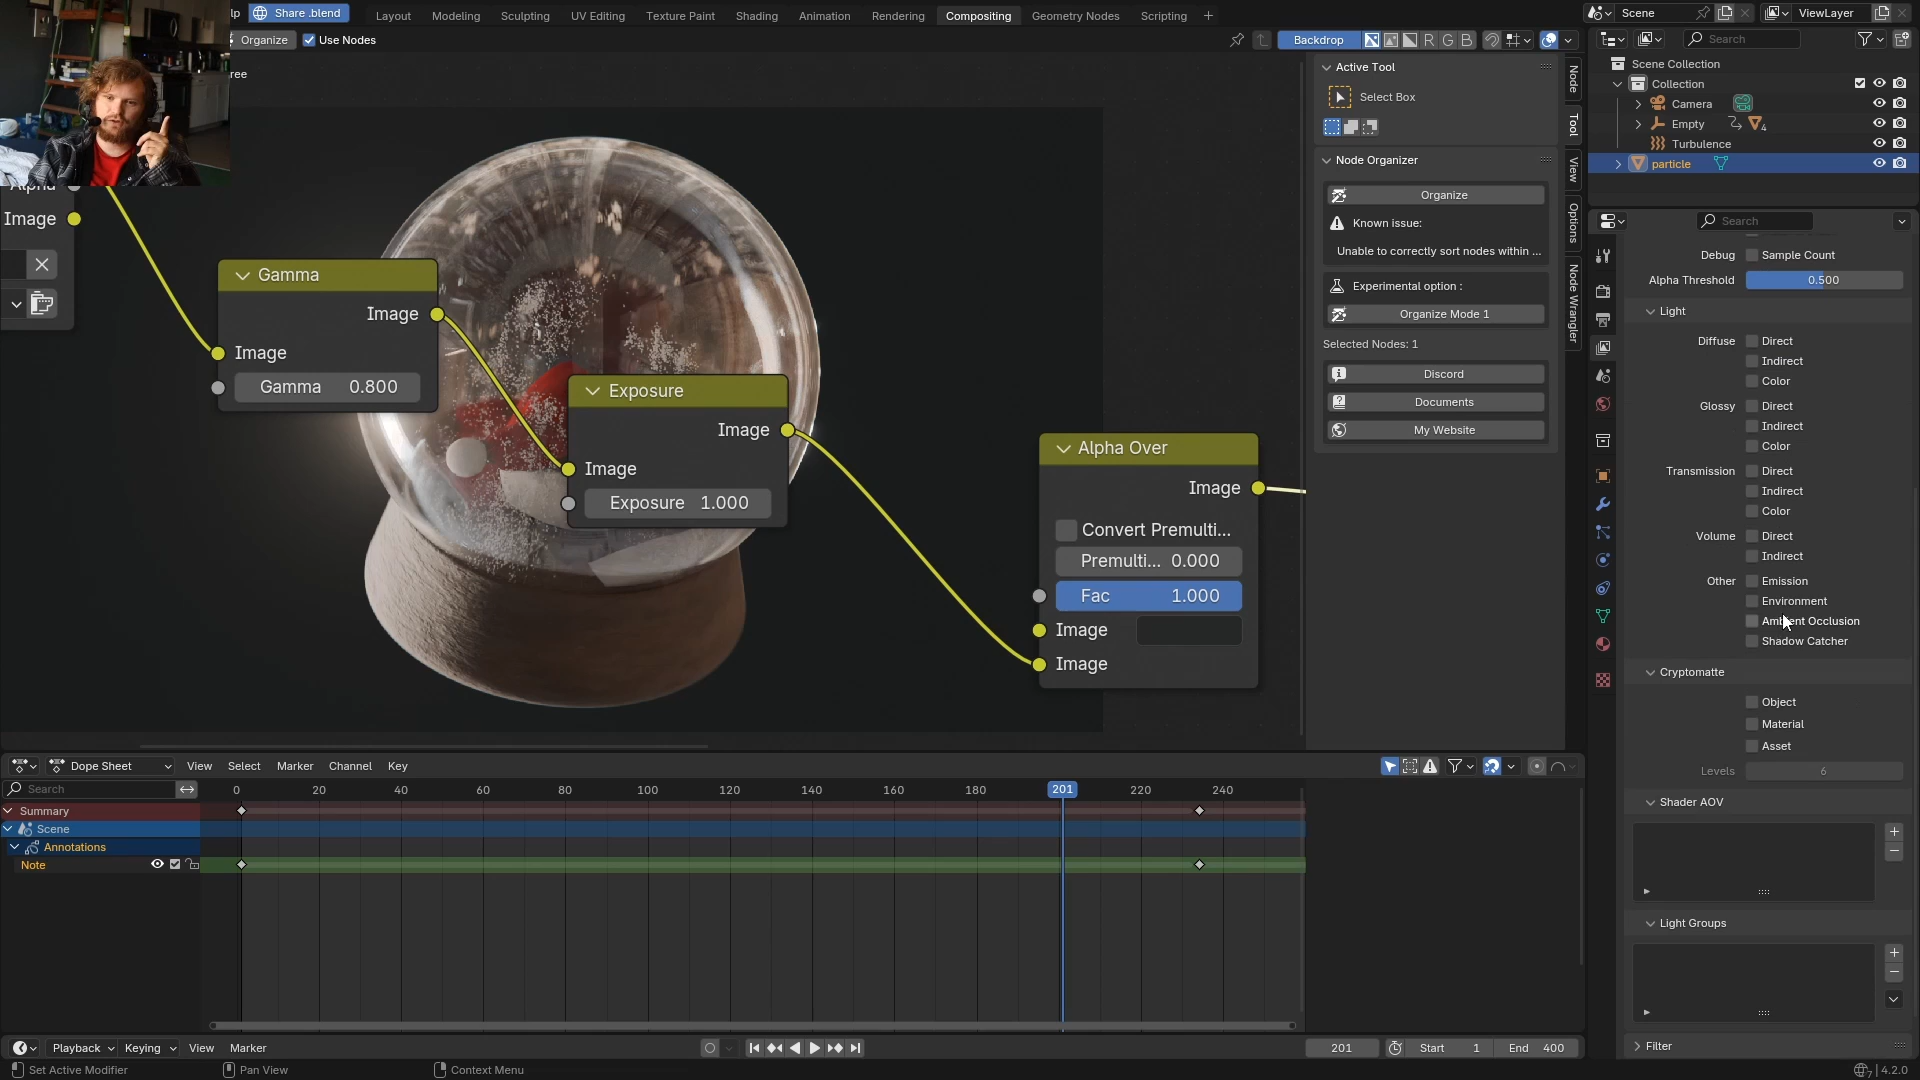 lp
Share .blend
Layout
Modeling
Sculpting
UV Editing
Texture Paint
Shading
Animation
Rendering
Compositing
Geometry Nodes
Scripting
Scene
ViewLayer
Organize
Use Nodes
Backdrop
R G B
Search
ree
Active Tool
Select Box
Node Organizer
Organize
Known issue:
Unable to correctly sort nodes within ...
Experimental option :
Organize Mode 1
Selected Nodes: 1
Discord
Documents
My Website
Node
Tool
View
Options
Node Wrangler
Scene Collection
Collection
Camera
Empty
4
Turbulence
particle
Search
Debug Sample Count
Alpha Threshold 0.500
Light
Diffuse Direct
Indirect
Color
Glossy Direct
Indirect
Color
Transmission Direct
Indirect
Color
Volume Direct
Indirect
Other Emission
Environment
Ambient Occlusion
Shadow Catcher
Cryptomatte
Object
Material
Asset
Levels 6
Shader AOV
Light Groups
Filter
Alpha
Image
Gamma
Image
Image
Gamma 0.800
Exposure
Image
Image
Exposure 1.000
Alpha Over
Image
Convert Premulti...
Premulti... 0.000
Fac 1.000
Image
Image
Dope Sheet
View
Select
Marker
Channel
Key
Search
0 20 40 60 80 100 120 140 160 180 201 220 240
Summary
Scene
Annotations
Note
Playback
Keying
View
Marker
201
Start 1
End 400
Set Active Modifier
Pan View
Context Menu
4.2.0